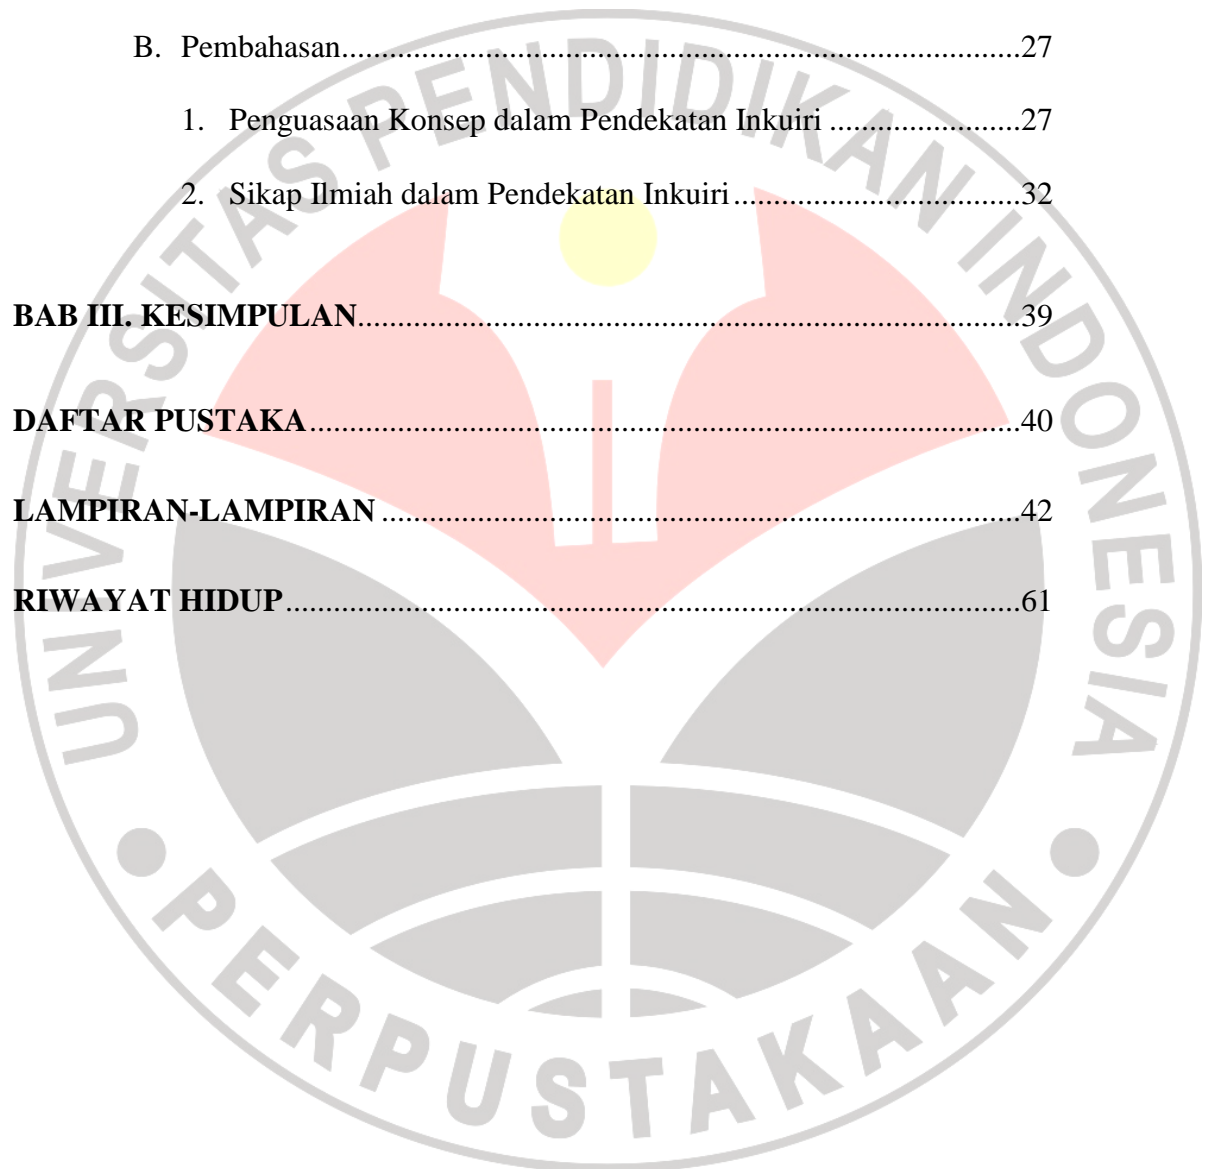 B. Pembahasan.....................................................................................27
1. Penguasaan Konsep dalam Pendekatan Inkuiri ........................27
2. Sikap Ilmiah dalam Pendekatan Inkuiri....................................32
BAB III. KESIMPULAN...................................................................................39
DAFTAR PUSTAKA.........................................................................................40
LAMPIRAN-LAMPIRAN ................................................................................42
RIWAYAT HIDUP............................................................................................61
UNIVERSITAS PENDIDIKAN INDONESIA
PERPUSTAKAAN